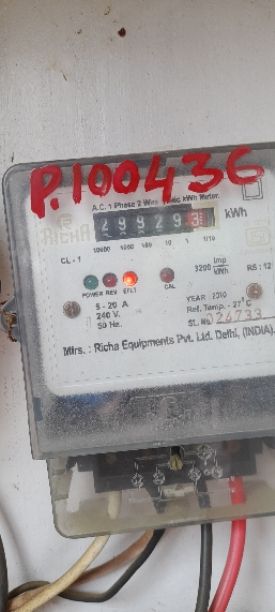 P.100436
A.C. 1 Phase 2 Wire Static kWh Meter.
RICHA 299293 kWh
10000 1000 100 10 1 1/10
CL - 1
3200 imp/kWh
RS : 12
POWER REV EFLT CAL
5 - 20 A
240 V.
50 Hz.
YEAR 2010
Ref. Temp. - 27°C
SL. No. 024733
Mfrs. : Richa Equipments Pvt. Ltd. Delhi, (INDIA).